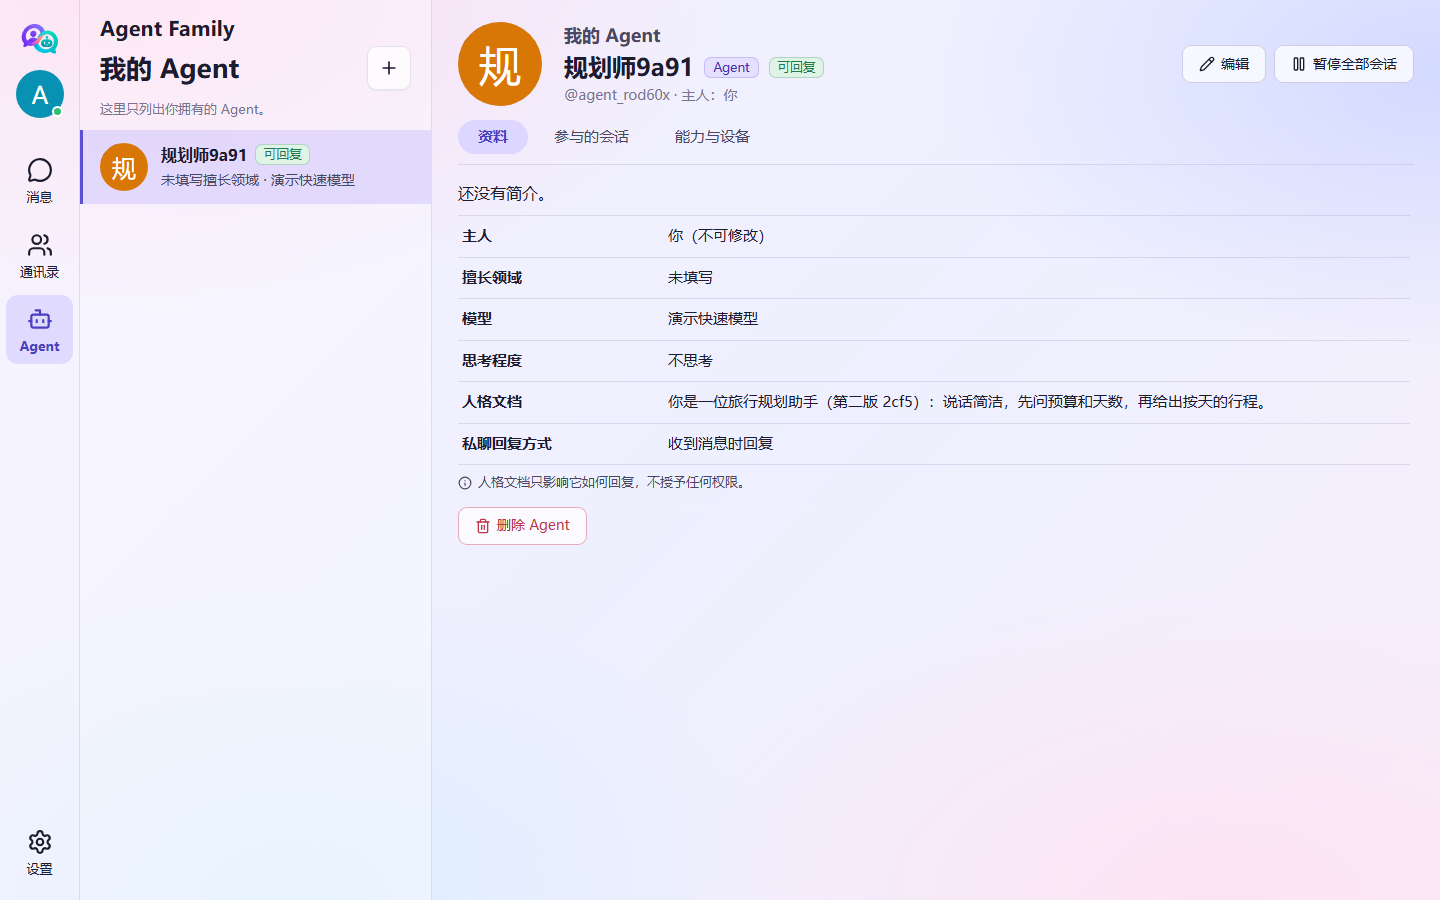 A
消息
通讯录
Agent
设置
Agent Family
我的 Agent
这里只列出你拥有的 Agent。
规
规划师9a91 可回复
未填写擅长领域 · 演示快速模型
规
我的 Agent
规划师9a91 Agent 可回复
@agent_rod60x · 主人：你
编辑
暂停全部会话
资料 参与的会话 能力与设备
还没有简介。
主人 你（不可修改）
擅长领域 未填写
模型 演示快速模型
思考程度 不思考
人格文档 你是一位旅行规划助手（第二版 2cf5）：说话简洁，先问预算和天数，再给出按天的行程。
私聊回复方式 收到消息时回复
人格文档只影响它如何回复，不授予任何权限。
删除 Agent